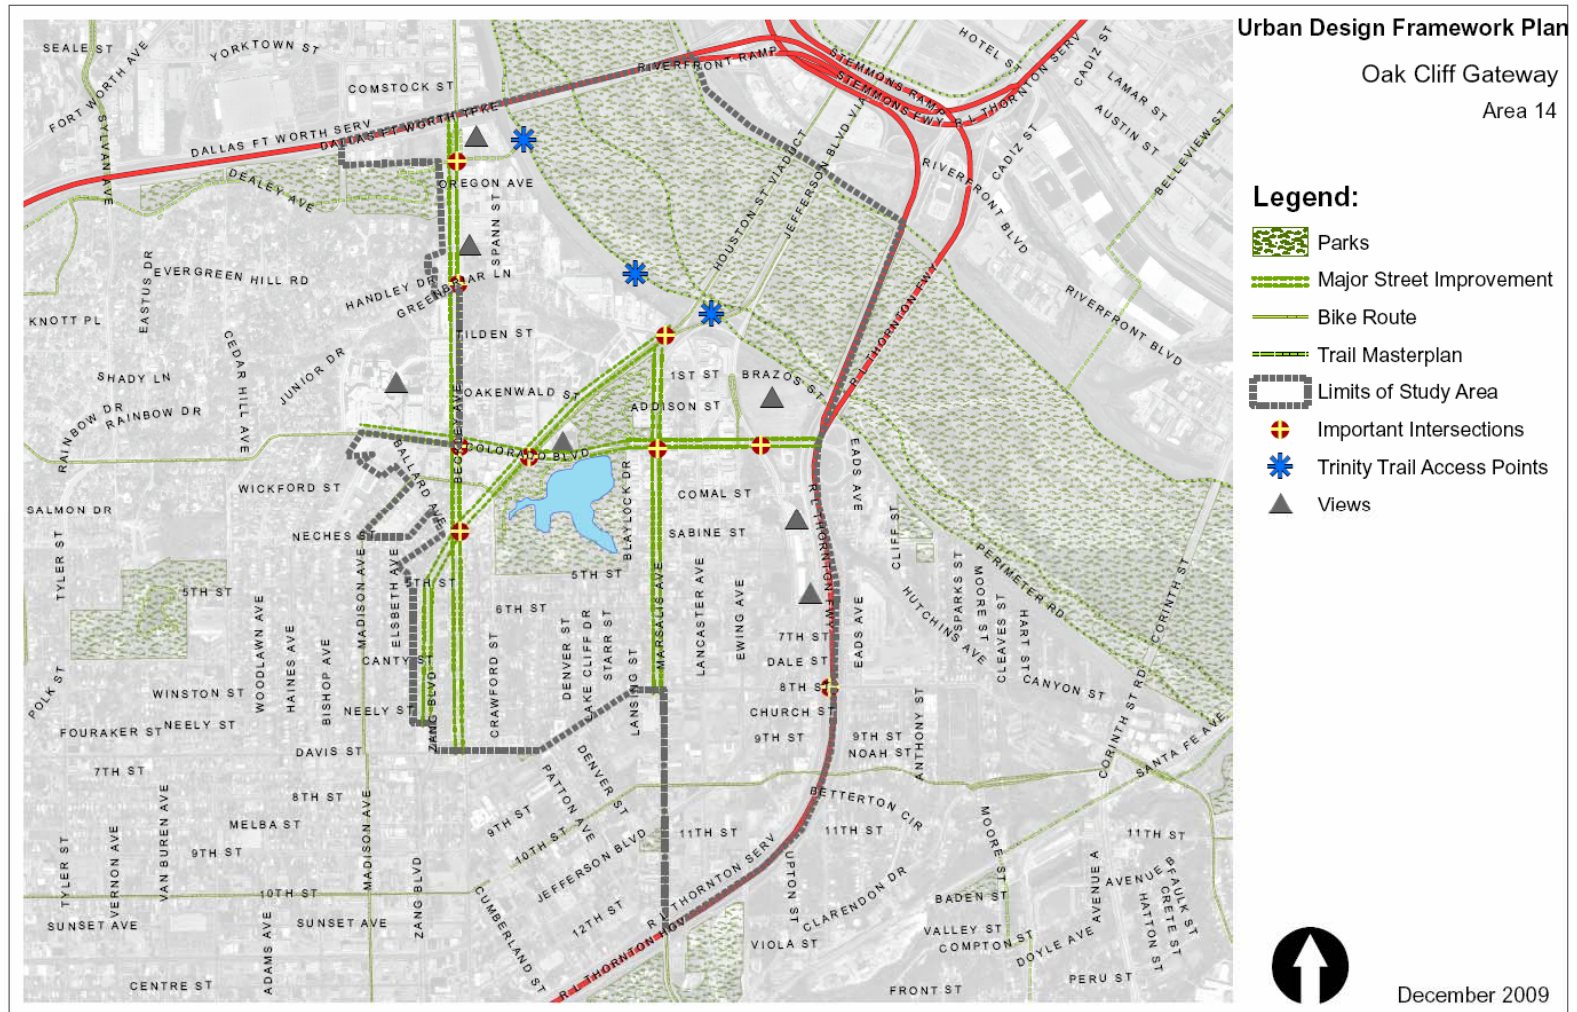 Urban Design Framework Plan
Oak Cliff Gateway
Area 14
Legend:
Parks
Major Street Improvement
Bike Route
Trail Masterplan
Limits of Study Area
Important Intersections
Trinity Trail Access Points
Views
December 2009
SEALE ST
FORT WORTH AVE
SYLVAN AVE
YORKTOWN ST
COMSTOCK ST
DALLAS FT WORTH SERV
DALLAS FT WORTH TPKE
RIVERFRONT RAMP
STEMMONS RAMP
STEMMONS FWY
R L THORNTON SERV
HOTEL ST
CADIZ ST
LAMAR ST
AUSTIN ST
BELLEVIEW ST
CADIZ ST
RIVERFRONT BLVD
HOUSTON ST VIADUCT
JEFFERSON BLVD VIA
DEALEY AVE
OREGON AVE
SPANN ST
EVERGREEN HILL RD
EASTUS DR
HANDLEY DR
GREENBRIAR LN
KNOTT PL
CEDAR HILL AVE
TILDEN ST
JUNIOR DR
SHADY LN
RAINBOW DR
RAINBOW DR
BECKLEY AVE
OAKENWALD ST
1ST ST
BRAZOS ST
ADDISON ST
R L THORNTON FWY
RIVERFRONT BLVD
COLORADO BLVD
BALLARD AVE
WICKFORD ST
SALMON DR
NECHES S
BLAYLOCK DR
COMAL ST
SABINE ST
EADS AVE
CLIFF ST
R L THORNTON FWY
PERIMETER RD
TYLER ST
5TH ST
MADISON AVE
ELSBETH AVE
5TH ST
5TH ST
6TH ST
MARSALIS AVE
LANCASTER AVE
EWING AVE
HUTCHINS AVE
SPARKS ST
MOORE ST
CLEAVES ST
HART ST
CORINTH ST
WOODLAWN AVE
HAINES AVE
BISHOP AVE
CANTY ST
CRAWFORD ST
DENVER ST
LAKE CLIFF DR
STARR ST
LANSING ST
7TH ST
DALE ST
8TH S
EADS AVE
CANYON ST
CHURCH ST
9TH ST
9TH ST
NOAH ST
ANTHONY ST
CORINTH ST RD
SANTA FE AVE
POLK ST
WINSTON ST
NEELY ST
NEELY ST
FOURAKER ST
ZANG BLVD
DAVIS ST
7TH ST
8TH ST
MELBA ST
9TH ST
VAN BUREN AVE
MADISON AVE
DENVER ST
PATTON AVE
9TH ST
10TH ST
JEFFERSON BLVD
11TH ST
BETTERTON CIR
11TH ST
MOORE ST
11TH ST
TYLER ST
VERNON AVE
10TH ST
ZANG BLVD
CUMBERLAND ST
12TH ST
R L THORNTON SERV
R L THORNTON HOV
UPTON ST
CLARENDON DR
BADEN ST
AVENUE A
AVENUE B
FAULK ST
CRETE ST
HATTON ST
SUNSET AVE
ADAMS AVE
SUNSET AVE
VIOLA ST
VALLEY ST
COMPTON ST
DOYLE AVE
CENTRE ST
FRONT ST
PERU ST